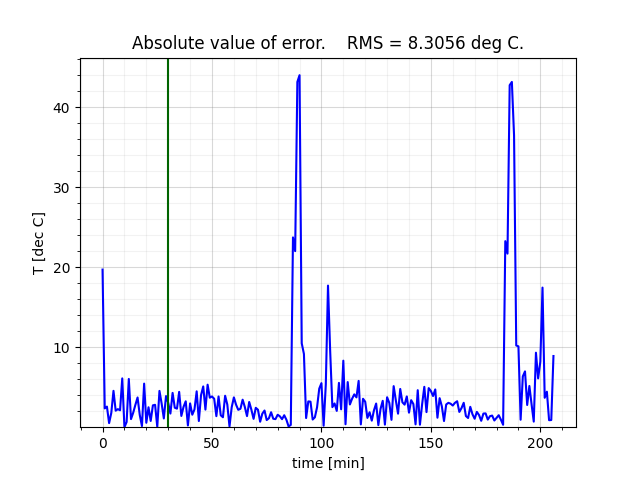 Absolute value of error.    RMS = 8.3056 deg C.
40
30
20
10
T [dec C]
0 50 100 150 200
time [min]